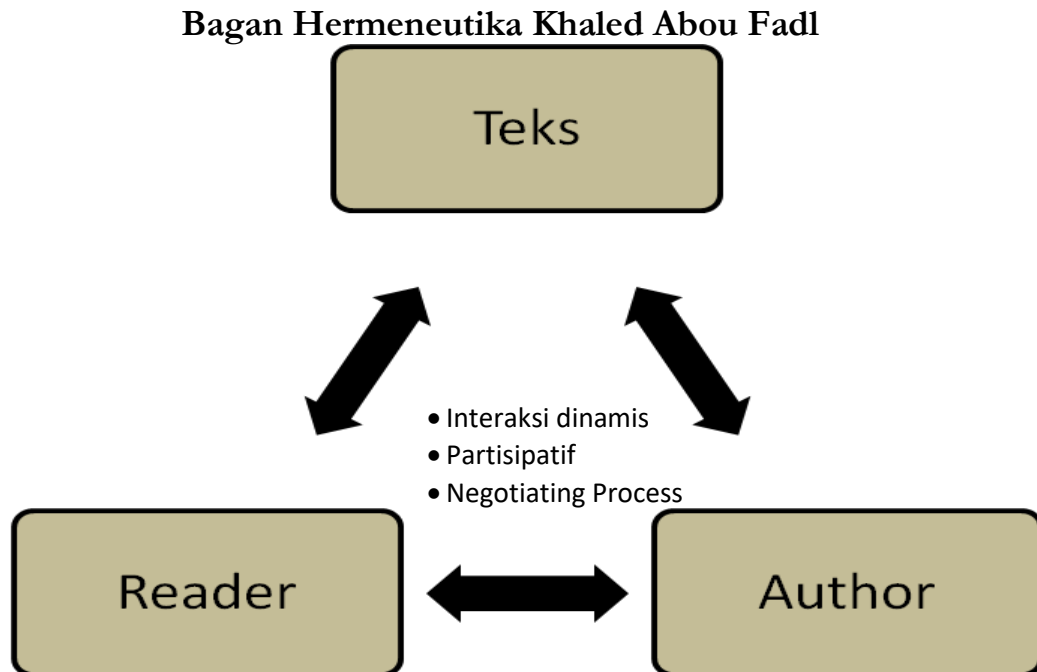 Bagan Hermeneutika Khaled Abou Fadl
Teks
• Interaksi dinamis
• Partisipatif
• Negotiating Process
Reader
Author